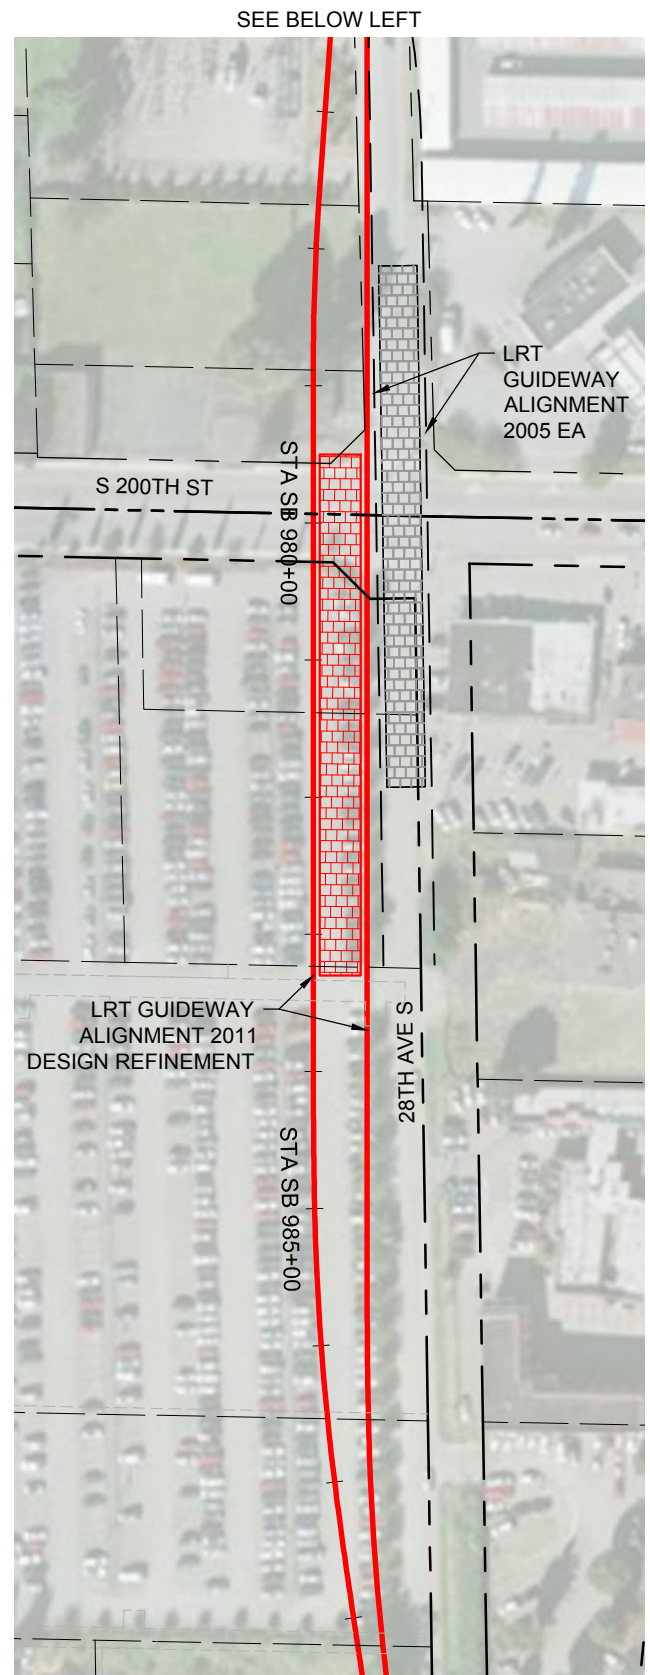 SEE BELOW LEFT
LRT
GUIDEWAY
ALIGNMENT
2005 EA
S 200TH ST
STA SB 980+00
LRT GUIDEWAY
ALIGNMENT 2011
DESIGN REFINEMENT
28TH AVE S
STA SB 985+00